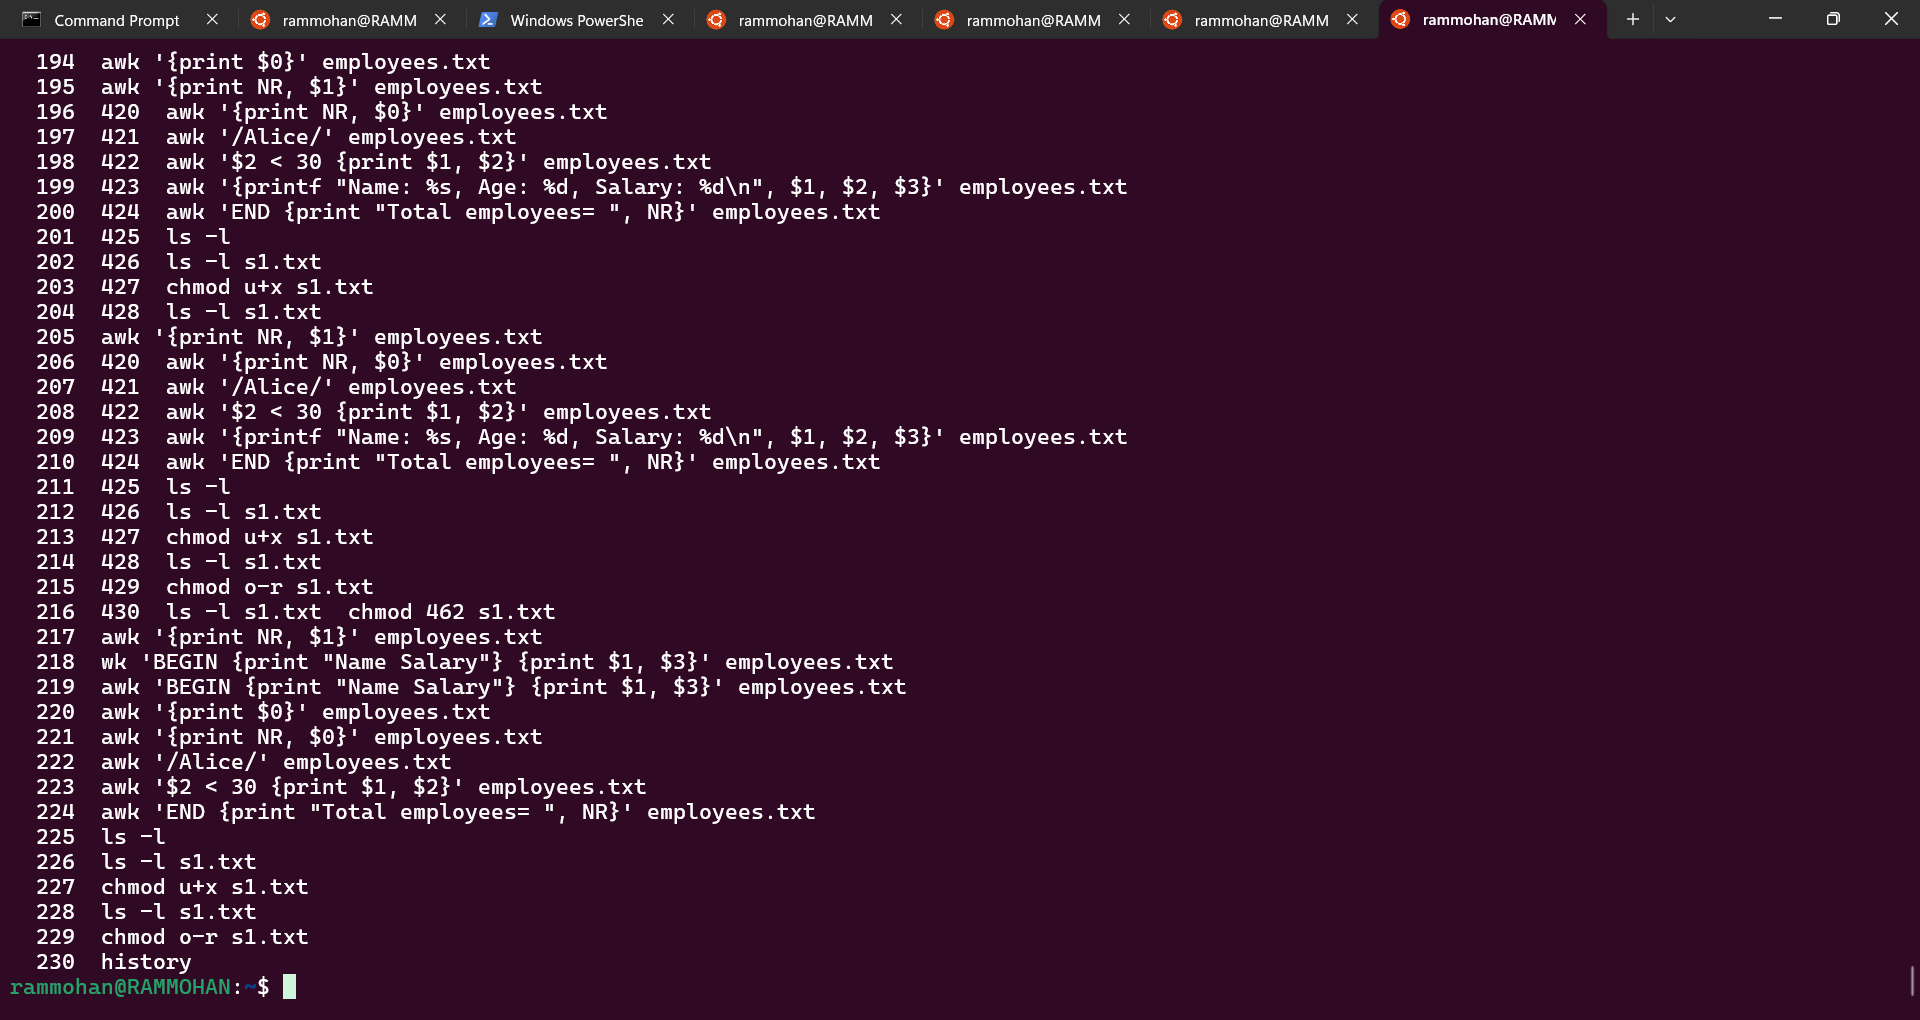 Command Prompt rammohan@RAMM Windows PowerShe rammohan@RAMM rammohan@RAMM rammohan@RAMM rammohan@RAMM
194 awk '{print $0}' employees.txt
195 awk '{print NR, $1}' employees.txt
196 420 awk '{print NR, $0}' employees.txt
197 421 awk '/Alice/' employees.txt
198 422 awk '$2 < 30 {print $1, $2}' employees.txt
199 423 awk '{printf "Name: %s, Age: %d, Salary: %d\n", $1, $2, $3}' employees.txt
200 424 awk 'END {print "Total employees= ", NR}' employees.txt
201 425 ls -l
202 426 ls -l s1.txt
203 427 chmod u+x s1.txt
204 428 ls -l s1.txt
205 awk '{print NR, $1}' employees.txt
206 420 awk '{print NR, $0}' employees.txt
207 421 awk '/Alice/' employees.txt
208 422 awk '$2 < 30 {print $1, $2}' employees.txt
209 423 awk '{printf "Name: %s, Age: %d, Salary: %d\n", $1, $2, $3}' employees.txt
210 424 awk 'END {print "Total employees= ", NR}' employees.txt
211 425 ls -l
212 426 ls -l s1.txt
213 427 chmod u+x s1.txt
214 428 ls -l s1.txt
215 429 chmod o-r s1.txt
216 430 ls -l s1.txt chmod 462 s1.txt
217 awk '{print NR, $1}' employees.txt
218 wk 'BEGIN {print "Name Salary"} {print $1, $3}' employees.txt
219 awk 'BEGIN {print "Name Salary"} {print $1, $3}' employees.txt
220 awk '{print $0}' employees.txt
221 awk '{print NR, $0}' employees.txt
222 awk '/Alice/' employees.txt
223 awk '$2 < 30 {print $1, $2}' employees.txt
224 awk 'END {print "Total employees= ", NR}' employees.txt
225 ls -l
226 ls -l s1.txt
227 chmod u+x s1.txt
228 ls -l s1.txt
229 chmod o-r s1.txt
230 history
rammohan@RAMMOHAN:~$